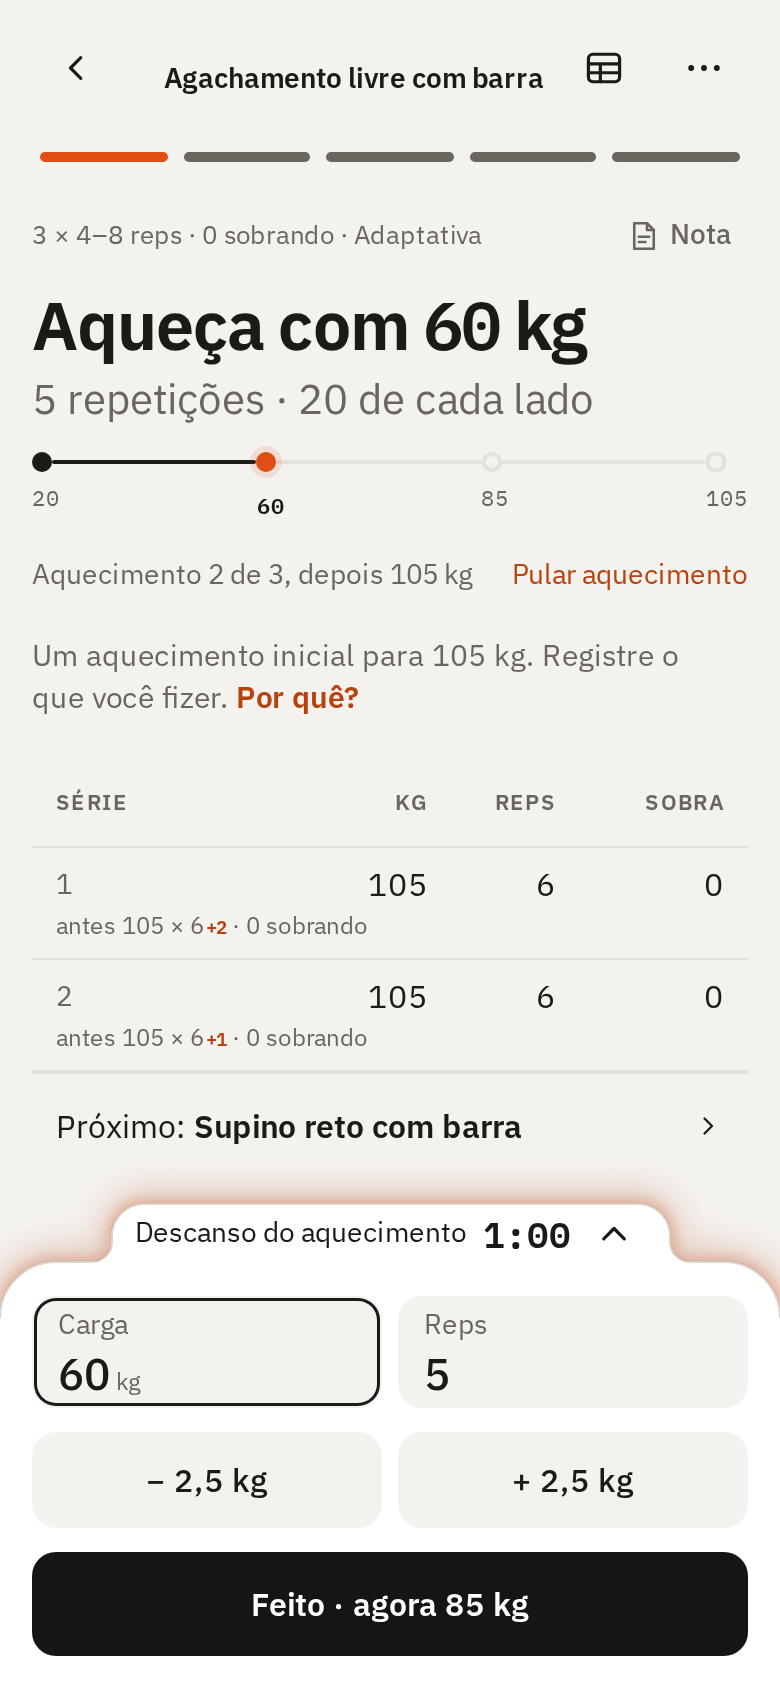 Agachamento livre com barra
3 × 4–8 reps · 0 sobrando · Adaptativa
Nota
Aqueça com 60 kg
5 repetições · 20 de cada lado
20 60 85 105
Aquecimento 2 de 3, depois 105 kg Pular aquecimento
Um aquecimento inicial para 105 kg. Registre o
que você fizer. Por quê?
SÉRIE KG REPS SOBRA
1 105 6 0
antes 105 × 6 +2 · 0 sobrando
2 105 6 0
antes 105 × 6 +1 · 0 sobrando
Próximo: Supino reto com barra
Descanso do aquecimento 1:00
Carga Reps
60 kg 5
– 2,5 kg + 2,5 kg
Feito · agora 85 kg